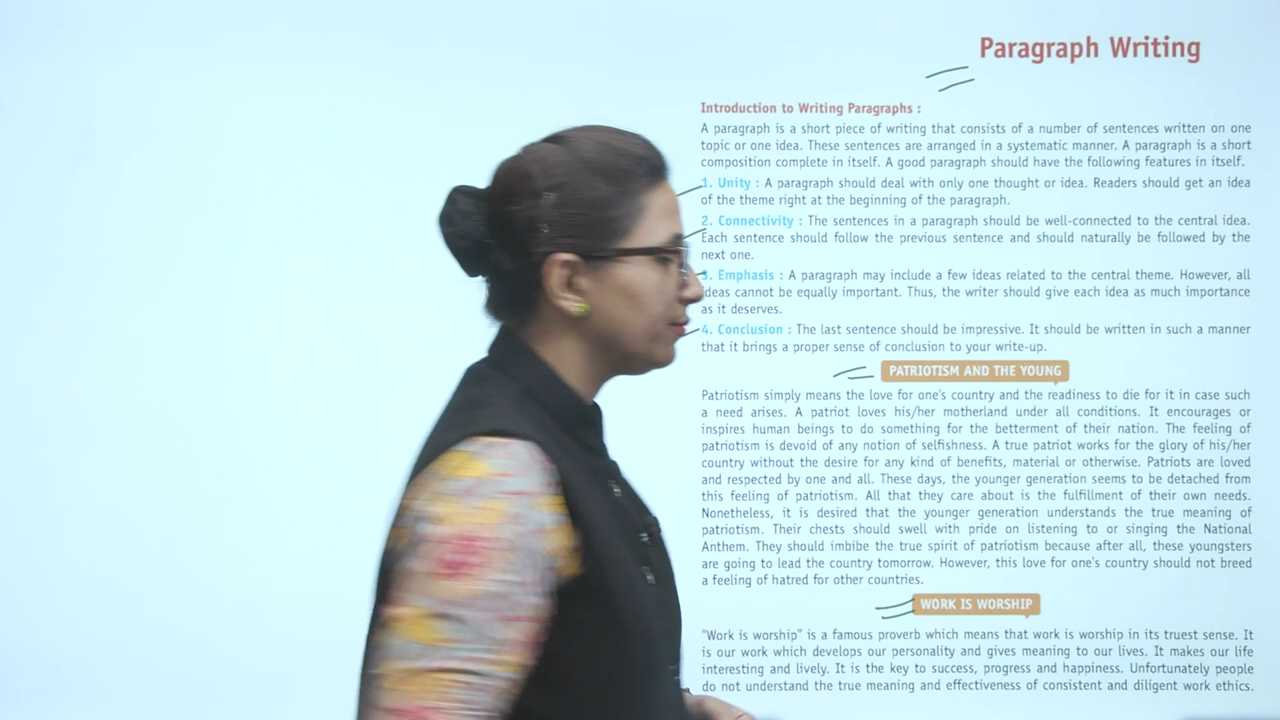 Paragraph Writing
Introduction to Writing Paragraphs :
A paragraph is a short piece of writing that consists of a number of sentences written on one
topic or one idea. These sentences are arranged in a systematic manner. A paragraph is a short
composition complete in itself. A good paragraph should have the following features in itself.
1. Unity : A paragraph should deal with only one thought or idea. Readers should get an idea
of the theme right at the beginning of the paragraph.
2. Connectivity : The sentences in a paragraph should be well-connected to the central idea.
Each sentence should follow the previous sentence and should naturally be followed by the
next one.
3. Emphasis : A paragraph may include a few ideas related to the central theme. However, all
ideas cannot be equally important. Thus, the writer should give each idea as much importance
as it deserves.
4. Conclusion : The last sentence should be impressive. It should be written in such a manner
that it brings a proper sense of conclusion to your write-up.
PATRIOTISM AND THE YOUNG
Patriotism simply means the love for one's country and the readiness to die for it in case such
a need arises. A patriot loves his/her motherland under all conditions. It encourages or
inspires human beings to do something for the betterment of their nation. The feeling of
patriotism is devoid of any notion of selfishness. A true patriot works for the glory of his/her
country without the desire for any kind of benefits, material or otherwise. Patriots are loved
and respected by one and all. These days, the younger generation seems to be detached from
this feeling of patriotism. All that they care about is the fulfillment of their own needs.
Nonetheless, it is desired that the younger generation understands the true meaning of
patriotism. Their chests should swell with pride on listening to or singing the National
Anthem. They should imbibe the true spirit of patriotism because after all, these youngsters
are going to lead the country tomorrow. However, this love for one's country should not breed
a feeling of hatred for other countries.
WORK IS WORSHIP
"Work is worship" is a famous proverb which means that work is worship in its truest sense. It
is our work which develops our personality and gives meaning to our lives. It makes our life
interesting and lively. It is the key to success, progress and happiness. Unfortunately people
do not understand the true meaning and effectiveness of consistent and diligent work ethics.